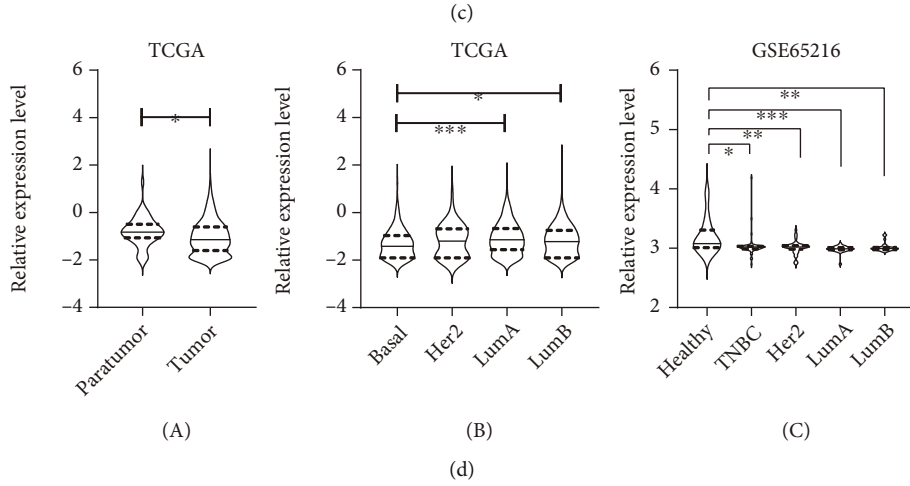 (c)
TCGA
Relative expression level
6
4
2
0
−2
−4
*
Paratumor
Tumor
(A)
TCGA
Relative expression level
6
4
2
0
−2
−4
*
***
Basal
Her2
LumA
LumB
(B)
GSE65216
Relative expression level
6
5
4
3
2
**
***
**
*
Healthy
TNBC
Her2
LumA
LumB
(C)
(d)